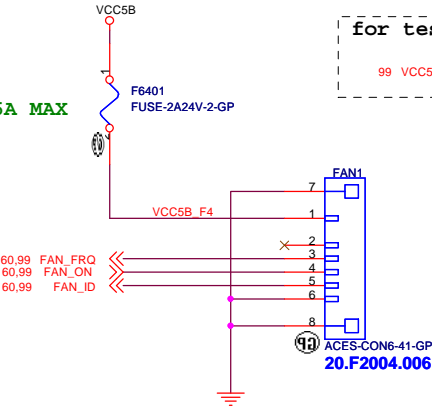 VCC5B
for tes
99 VCC5
1
F6401
FUSE-2A24V-2-GP
5A MAX
2
FAN1
7
VCC5B_F4
1
2
60,99 FAN_FRQ
3
60,99 FAN_ON
4
60,99 FAN_ID
5
6
8
GP
ACES-CON6-41-GP
20.F2004.006